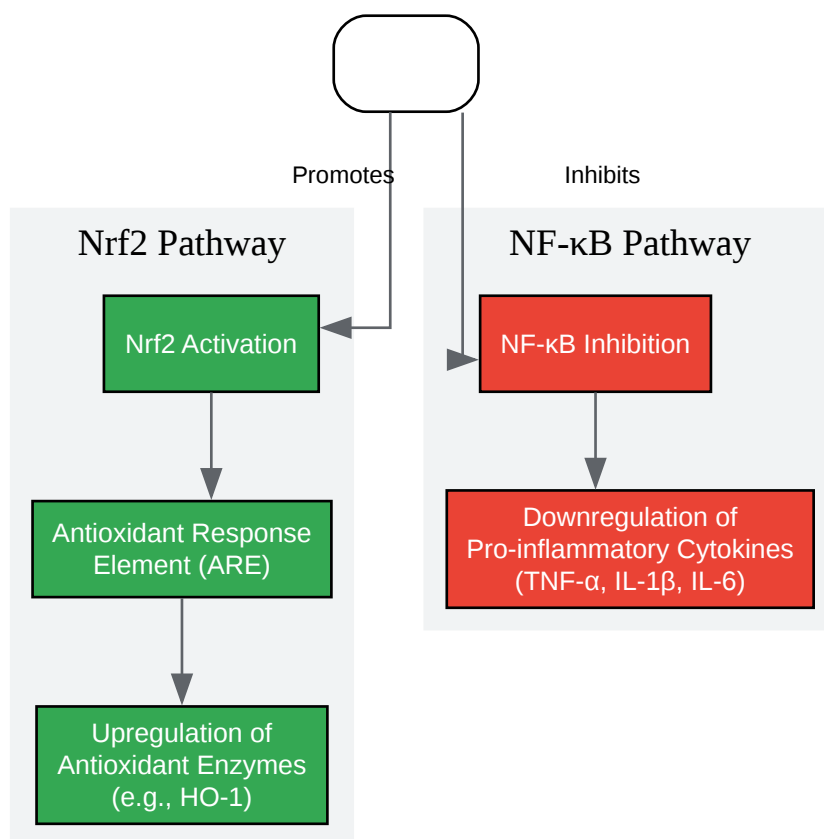 Promotes
Inhibits
Nrf2 Pathway
NF-κB Pathway
Nrf2 Activation
NF-κB Inhibition
Antioxidant Response
Element (ARE)
Downregulation of
Pro-inflammatory Cytokines
(TNF-α, IL-1β, IL-6)
Upregulation of
Antioxidant Enzymes
(e.g., HO-1)